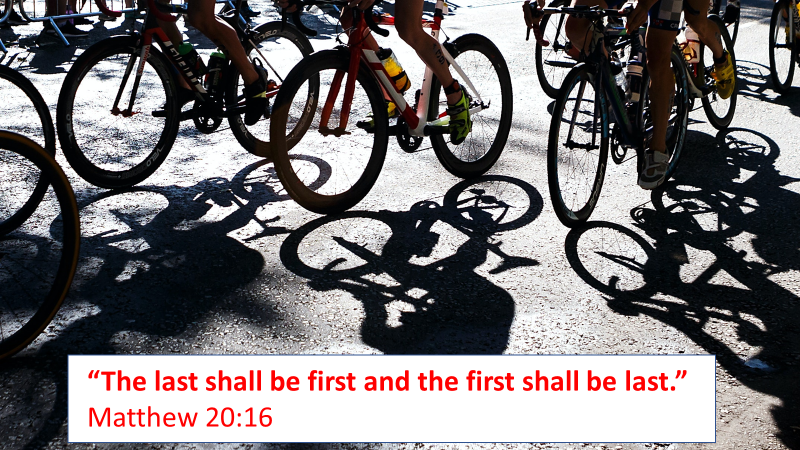 “The last shall be first and the first shall be last.”
Matthew 20:16